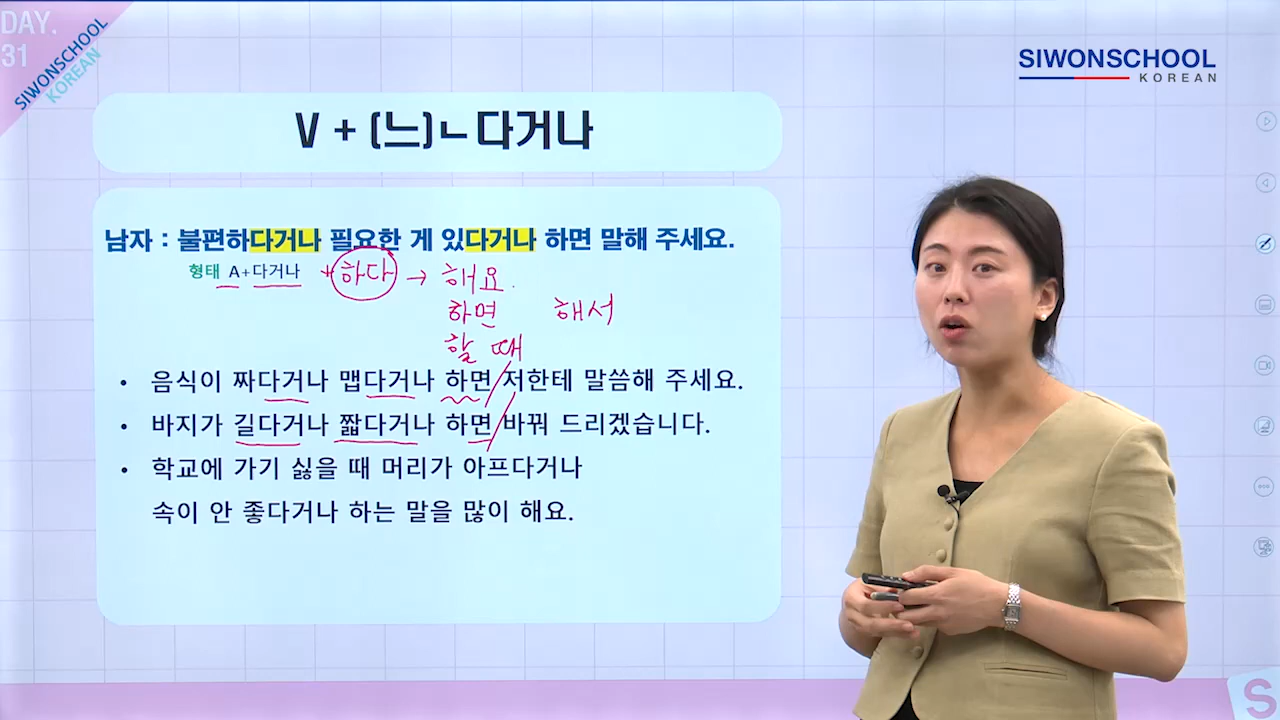 DAY.
31
SIWONSCHOOL
KOREAN
SIWONSCHOOL
KOREAN
V + (느)ㄴ다거나
남자 : 불편하다거나 필요한 게 있다거나 하면 말해 주세요.
형태 A+다거나 + 하다 → 해요.
하면 해서
할 때
• 음식이 짜다거나 맵다거나 하면 저한테 말씀해 주세요.
• 바지가 길다거나 짧다거나 하면 바꿔 드리겠습니다.
• 학교에 가기 싫을 때 머리가 아프다거나
속이 안 좋다거나 하는 말을 많이 해요.
S